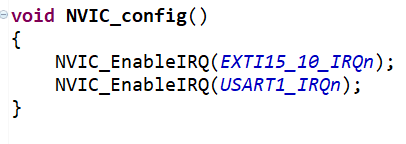 void NVIC_config()
{
NVIC_EnableIRQ(EXTI15_10_IRQn);
NVIC_EnableIRQ(USART1_IRQn);
}